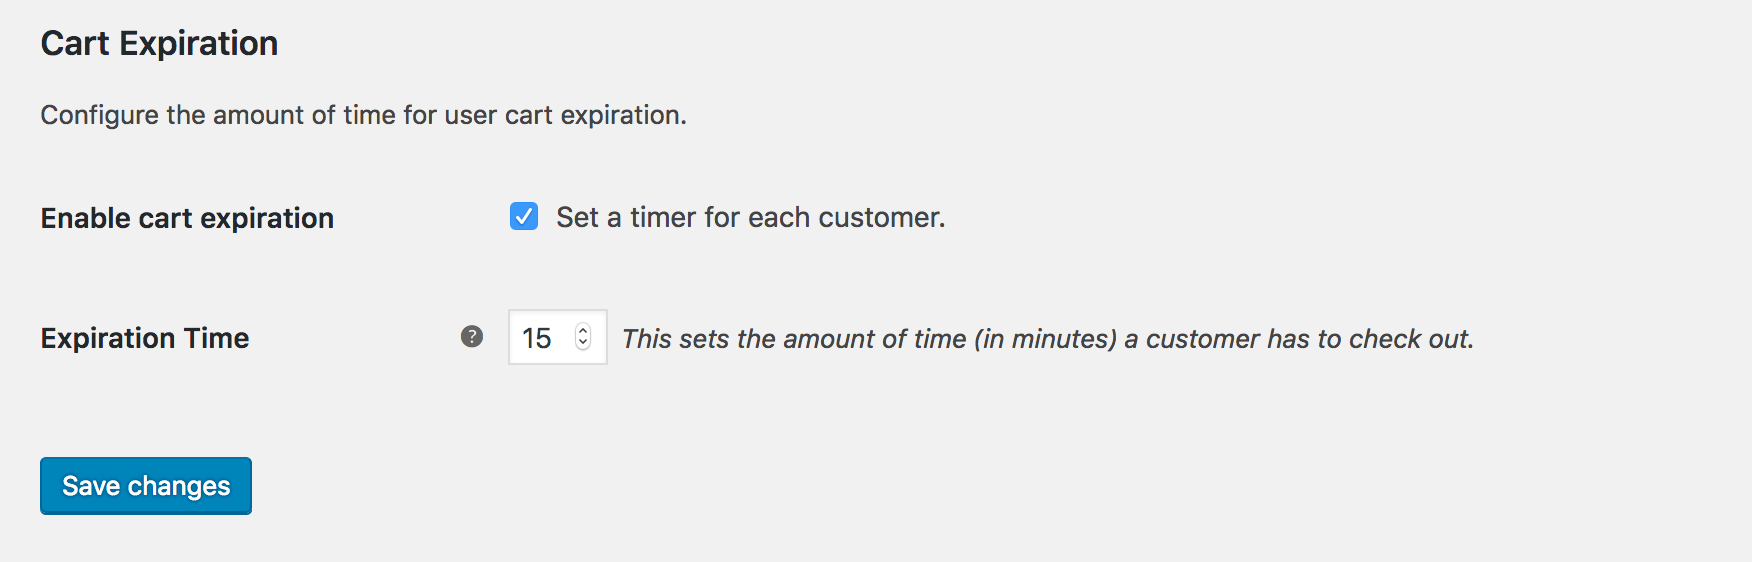 Cart Expiration
Configure the amount of time for user cart expiration.
Enable cart expiration
Set a timer for each customer.
Expiration Time
?
15
This sets the amount of time (in minutes) a customer has to check out.
Save changes